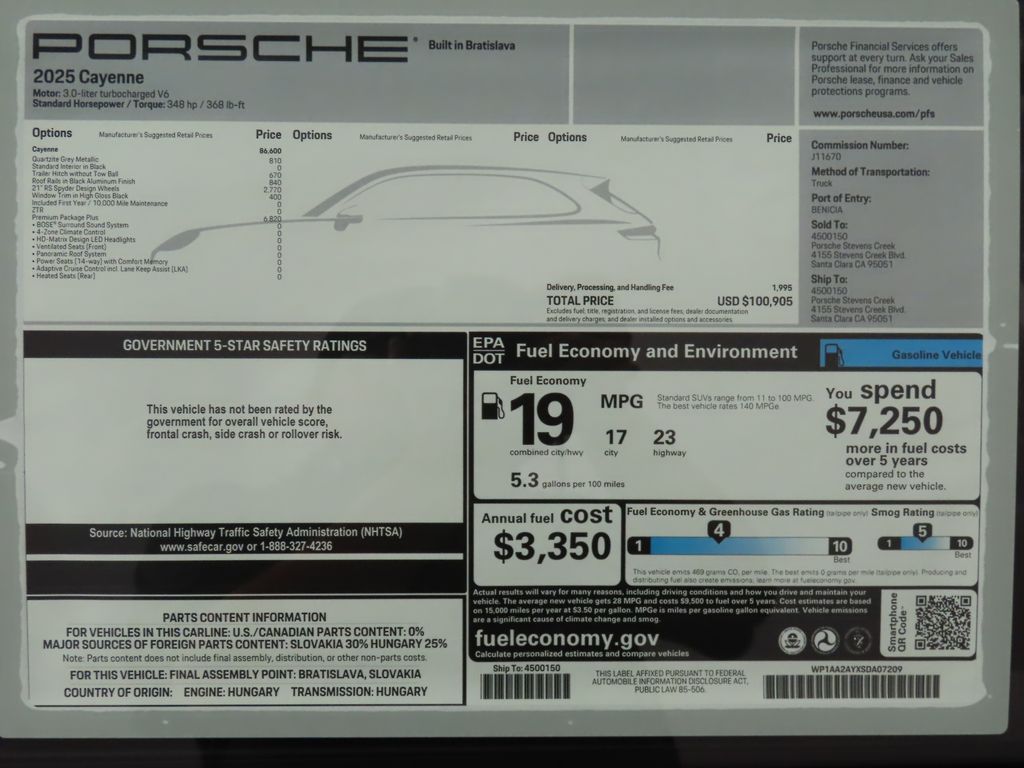 PORSCHE®
Built in Bratislava
2025 Cayenne
Motor: 3.0-liter turbocharged V6
Standard Horsepower / Torque: 348 hp / 368 lb-ft
Porsche Financial Services offers
support at every turn. Ask your Sales
Professional for more information on
Porsche lease, finance and vehicle
protections programs.
www.porscheusa.com/pfs
Options Manufacturer's Suggested Retail Prices Price
Options Manufacturer's Suggested Retail Prices Price
Options Manufacturer's Suggested Retail Prices Price
Cayenne 86,600
Quartzite Grey Metallic 810
Standard Interior in Black 0
Trailer Hitch without Tow Ball 670
Roof Rails in Black Aluminum Finish 840
21" RS Spyder Design Wheels 2,770
Window Trim in High Gloss Black 400
Included First Year / 10,000 Mile Maintenance 0
ZTR 0
Premium Package Plus 6,820
• BOSE® Surround Sound System 0
• 4-Zone Climate Control 0
• HD-Matrix Design LED Headlights 0
• Ventilated Seats (Front) 0
• Panoramic Roof System 0
• Power Seats (14-way) with Comfort Memory 0
• Adaptive Cruise Control incl. Lane Keep Assist [LKA] 0
• Heated Seats (Rear) 0
Delivery, Processing, and Handling Fee 1,995
TOTAL PRICE USD $100,905
Excludes fuel, title, registration, and license fees, dealer documentation
and delivery charges; and dealer installed options and accessories.
Commission Number:
J11670
Method of Transportation:
Truck
Port of Entry:
BENICIA
Sold To:
4500150
Porsche Stevens Creek
4155 Stevens Creek Blvd.
Santa Clara CA 95051
Ship To:
4500150
Porsche Stevens Creek
4155 Stevens Creek Blvd.
Santa Clara CA 95051
GOVERNMENT 5-STAR SAFETY RATINGS
This vehicle has not been rated by the
government for overall vehicle score,
frontal crash, side crash or rollover risk.
Source: National Highway Traffic Safety Administration (NHTSA)
www.safecar.gov or 1-888-327-4236
PARTS CONTENT INFORMATION
FOR VEHICLES IN THIS CARLINE: U.S./CANADIAN PARTS CONTENT: 0%
MAJOR SOURCES OF FOREIGN PARTS CONTENT: SLOVAKIA 30% HUNGARY 25%
Note: Parts content does not include final assembly, distribution, or other non-parts costs.
FOR THIS VEHICLE: FINAL ASSEMBLY POINT: BRATISLAVA, SLOVAKIA
COUNTRY OF ORIGIN: ENGINE: HUNGARY TRANSMISSION: HUNGARY
EPA
DOT
Fuel Economy and Environment
Gasoline Vehicle
Fuel Economy
19
combined city/hwy
MPG
17
city
23
highway
5.3 gallons per 100 miles
Standard SUVs range from 11 to 100 MPG.
The best vehicle rates 140 MPGe.
You spend
$7,250
more in fuel costs
over 5 years
compared to the
average new vehicle.
Annual fuel cost
$3,350
Fuel Economy & Greenhouse Gas Rating (tailpipe only)
4
1 10
Best
Smog Rating (tailpipe only)
5
1 10
Best
This vehicle emits 469 grams CO₂ per mile. The best emits 0 grams per mile (tailpipe only). Producing and
distributing fuel also create emissions; learn more at fueleconomy.gov.
Actual results will vary for many reasons, including driving conditions and how you drive and maintain your
vehicle. The average new vehicle gets 28 MPG and costs $9,500 to fuel over 5 years. Cost estimates are based
on 15,000 miles per year at $3.50 per gallon. MPGe is miles per gasoline gallon equivalent. Vehicle emissions
are a significant cause of climate change and smog.
fueleconomy.gov
Calculate personalized estimates and compare vehicles
Smartphone
QR Code™
Ship To: 4500150
THIS LABEL AFFIXED PURSUANT TO FEDERAL
AUTOMOBILE INFORMATION DISCLOSURE ACT,
PUBLIC LAW 85-506.
WP1AA2AYXSDA07209